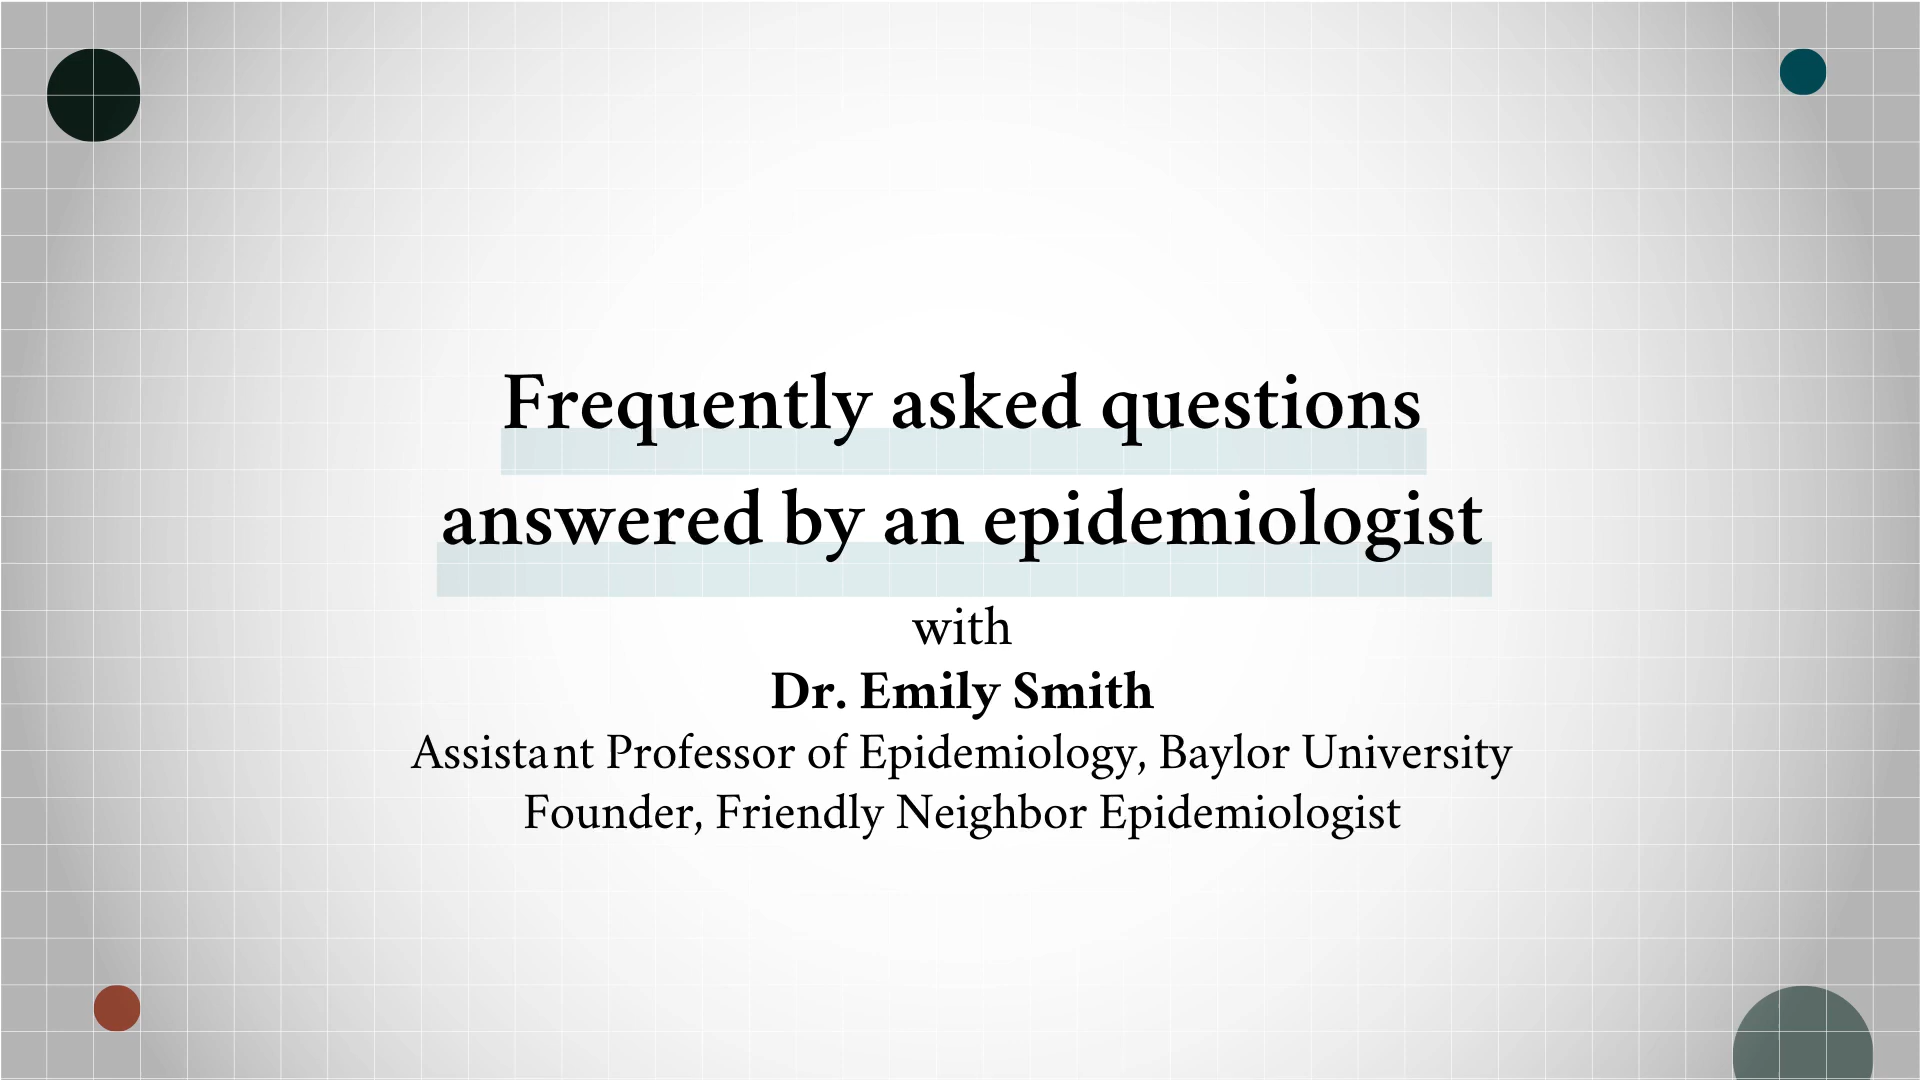 Frequently asked questions
answered by an epidemiologist
with
Dr. Emily Smith
Assistant Professor of Epidemiology, Baylor University
Founder, Friendly Neighbor Epidemiologist